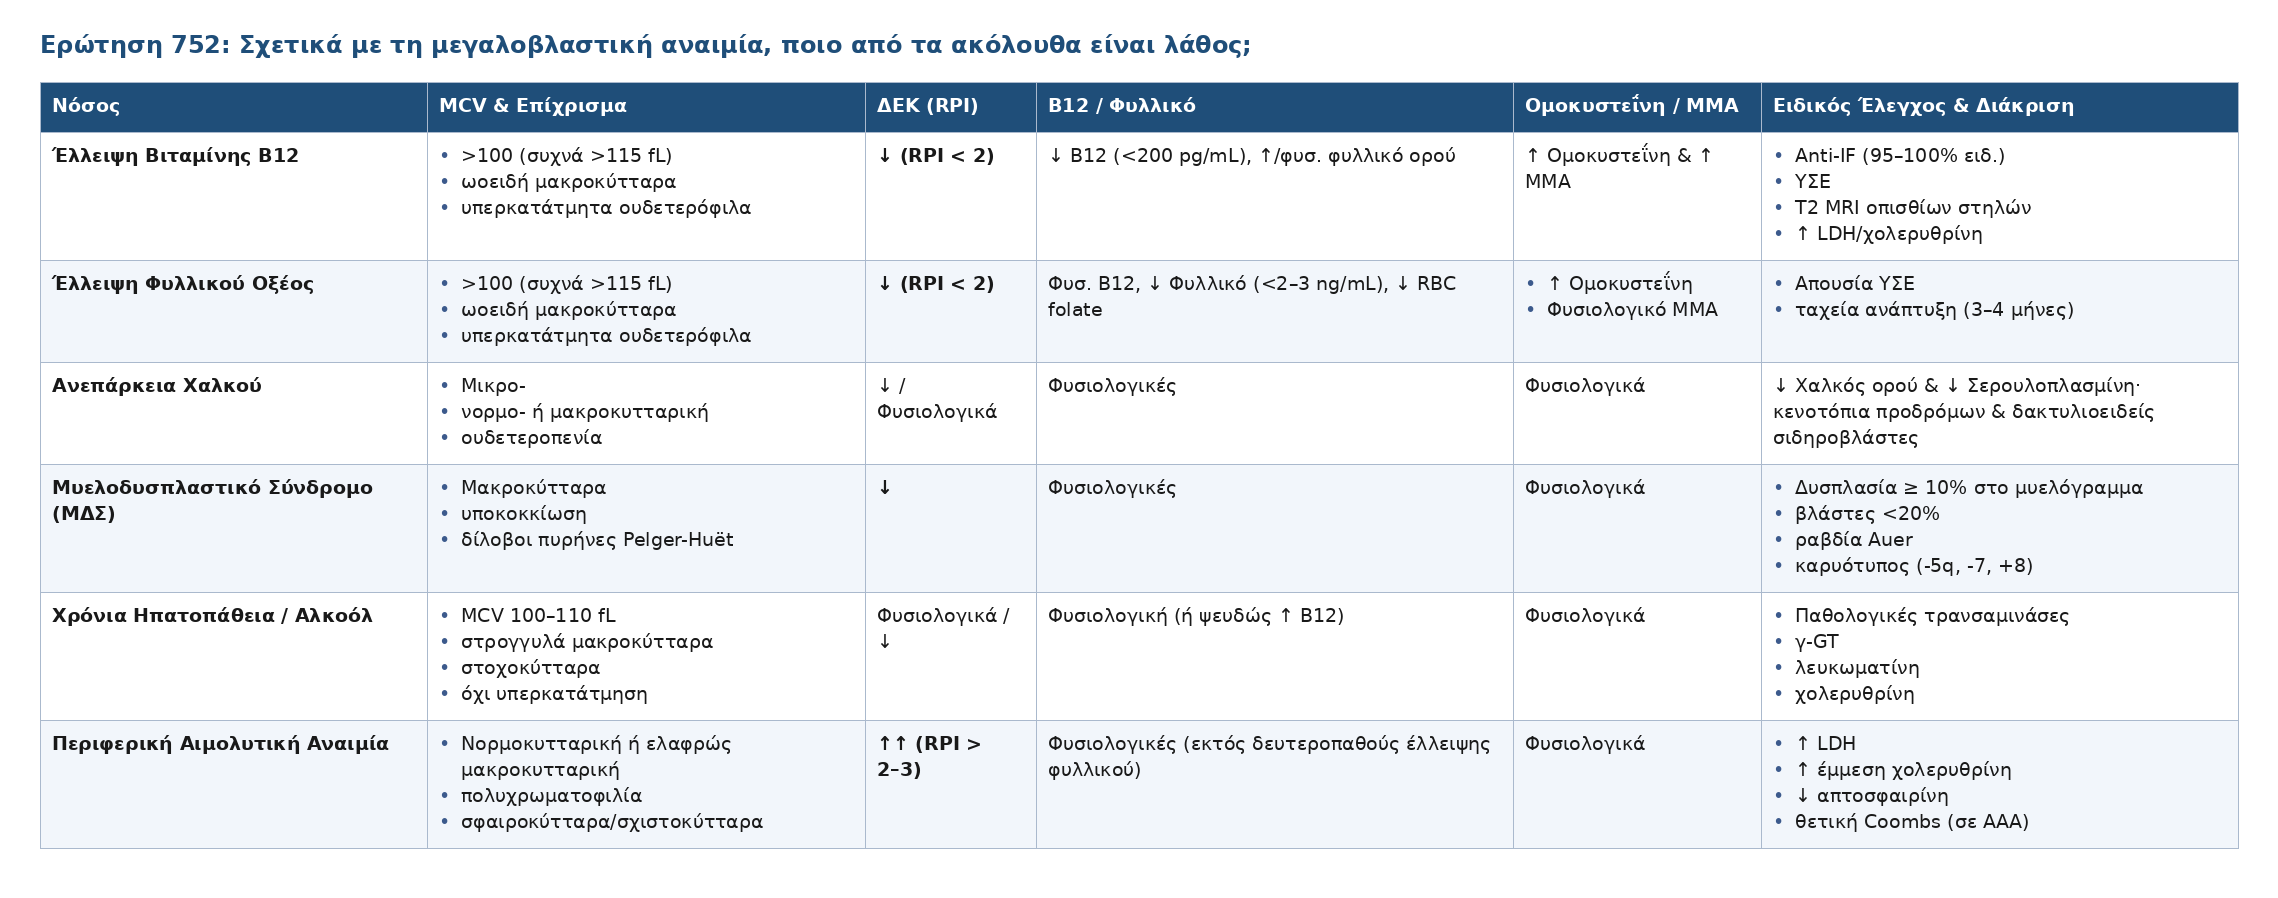 Ερώτηση 752: Σχετικά με τη μεγαλοβλαστική αναιμία, ποιο από τα ακόλουθα είναι λάθος;
Νόσος
MCV & Επίχρισμα
ΔΕΚ (RPI)
B12 / Φυλλικό
Ομοκυστεΐνη / MMA
Ειδικός Έλεγχος & Διάκριση
Έλλειψη Βιταμίνης B12
• >100 (συχνά >115 fL)
• ωοειδή μακροκύτταρα
• υπερκατάτμητα ουδετερόφιλα
↓ (RPI < 2)
↓ B12 (<200 pg/mL), ↑/φυσ. φυλλικό ορού
↑ Ομοκυστεΐνη & ↑
MMA
• Anti-IF (95–100% ειδ.)
• ΥΣΕ
• T2 MRI οπισθίων στηλών
• ↑ LDH/χολερυθρίνη
Έλλειψη Φυλλικού Οξέος
• >100 (συχνά >115 fL)
• ωοειδή μακροκύτταρα
• υπερκατάτμητα ουδετερόφιλα
↓ (RPI < 2)
Φυσ. B12, ↓ Φυλλικό (<2–3 ng/mL), ↓ RBC
folate
• ↑ Ομοκυστεΐνη
• Φυσιολογικό MMA
• Απουσία ΥΣΕ
• ταχεία ανάπτυξη (3–4 μήνες)
Ανεπάρκεια Χαλκού
• Μικρο-
• νορμο- ή μακροκυτταρική
• ουδετεροπενία
↓ /
Φυσιολογικά
Φυσιολογικές
Φυσιολογικά
↓ Χαλκός ορού & ↓ Σερουλοπλασμίνη·
κενοτόπια προδρόμων & δακτυλιοειδείς
σιδηροβλάστες
Μυελοδυσπλαστικό Σύνδρομο
(ΜΔΣ)
• Μακροκύτταρα
• υποκοκκίωση
• δίλοβοι πυρήνες Pelger-Huët
↓
Φυσιολογικές
Φυσιολογικά
• Δυσπλασία ≥ 10% στο μυελόγραμμα
• βλάστες <20%
• ραβδία Auer
• καρυότυπος (-5q, -7, +8)
Χρόνια Ηπατοπάθεια / Αλκοόλ
• MCV 100–110 fL
• στρογγυλά μακροκύτταρα
• στοχοκύτταρα
• όχι υπερκατάτμηση
Φυσιολογικά /
↓
Φυσιολογική (ή ψευδώς ↑ B12)
Φυσιολογικά
• Παθολογικές τρανσαμινάσες
• γ-GT
• λευκωματίνη
• χολερυθρίνη
Περιφερική Αιμολυτική Αναιμία
• Νορμοκυτταρική ή ελαφρώς
μακροκυτταρική
• πολυχρωματοφιλία
• σφαιροκύτταρα/σχιστοκύτταρα
↑↑ (RPI >
2–3)
Φυσιολογικές (εκτός δευτεροπαθούς έλλειψης
φυλλικού)
Φυσιολογικά
• ↑ LDH
• ↑ έμμεση χολερυθρίνη
• ↓ απτοσφαιρίνη
• θετική Coombs (σε ΑΑΑ)